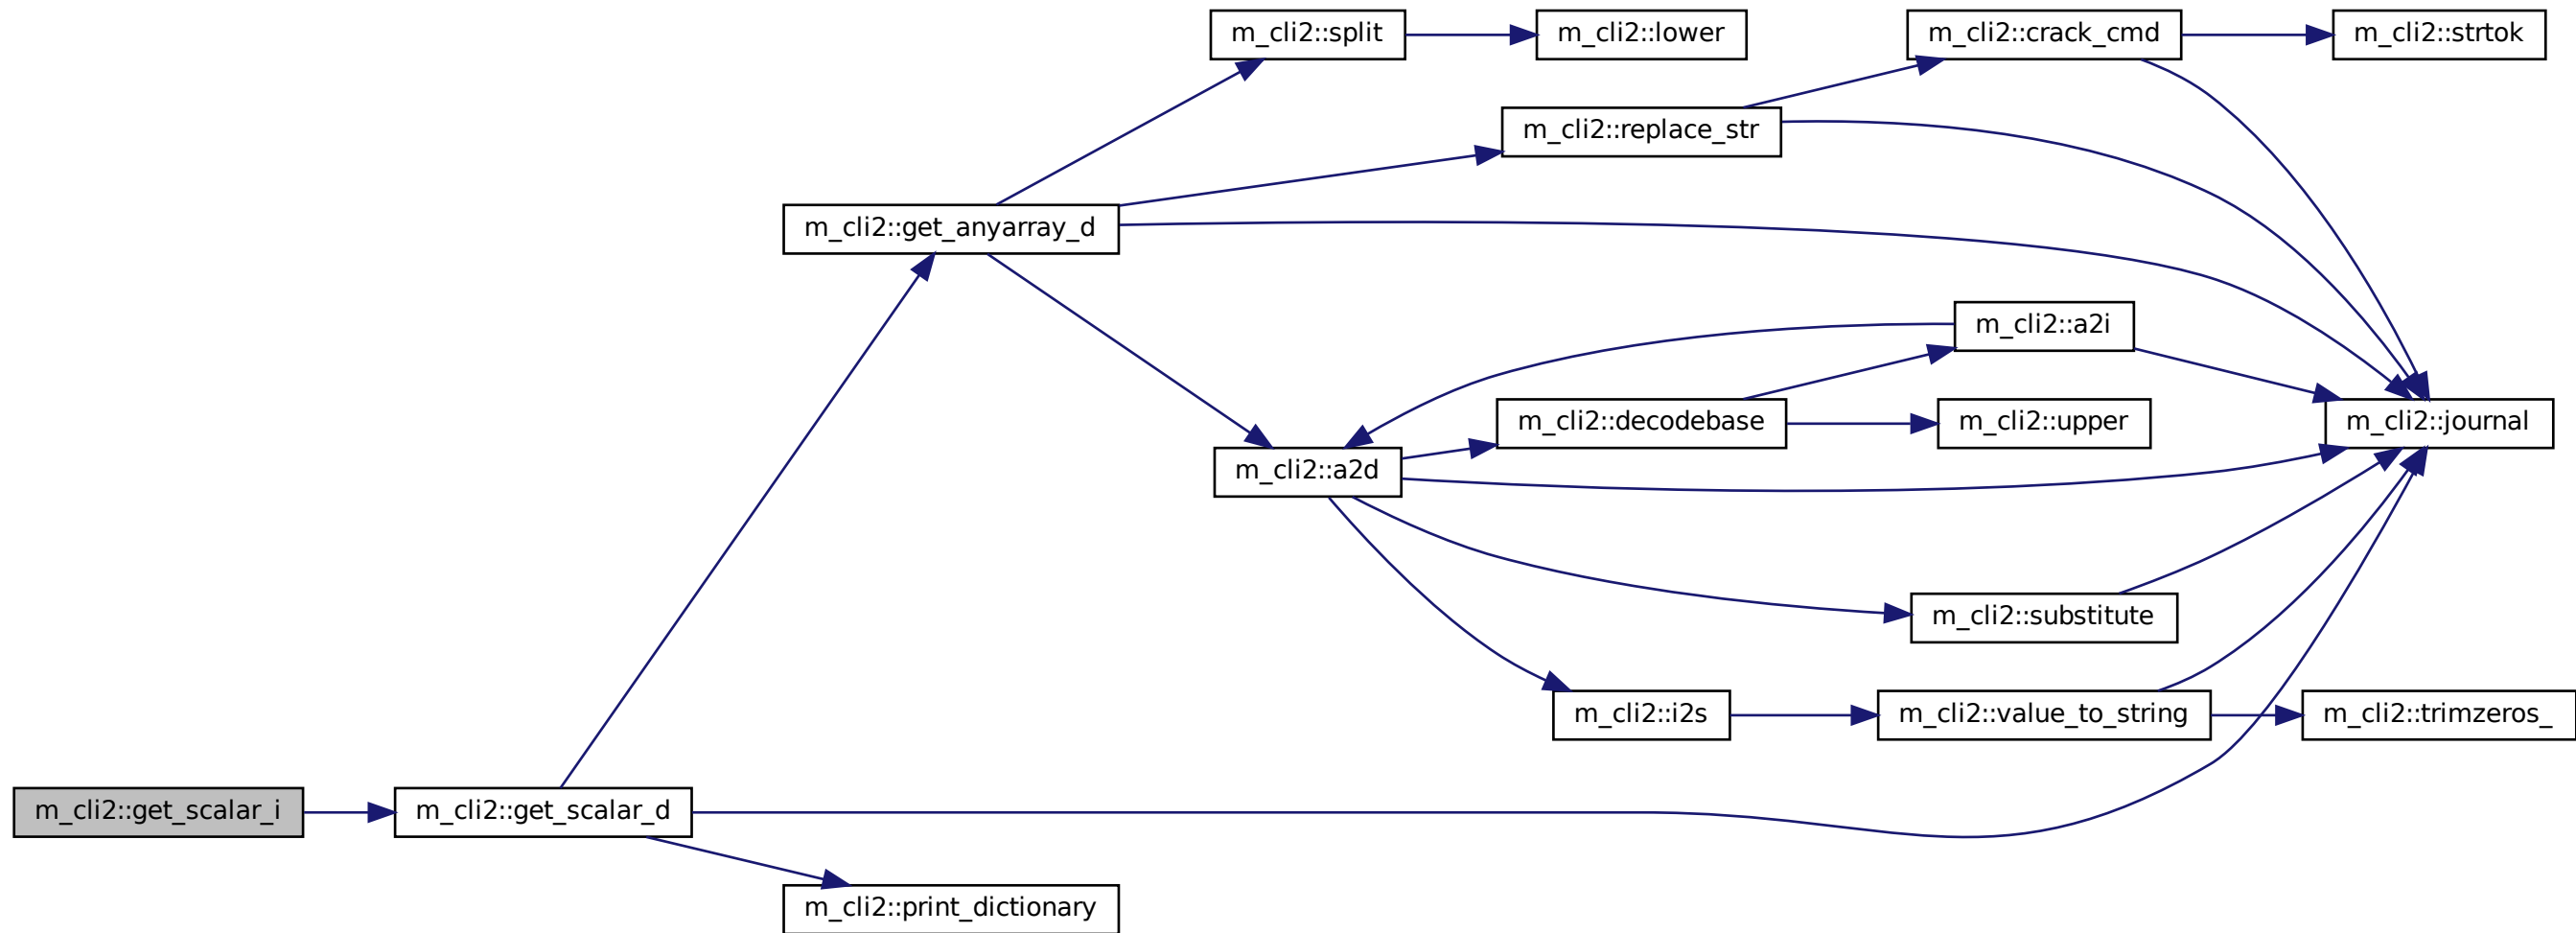 m_cli2::split
m_cli2::lower
m_cli2::crack_cmd
m_cli2::strtok
m_cli2::replace_str
m_cli2::get_anyarray_d
m_cli2::a2i
m_cli2::decodebase
m_cli2::upper
m_cli2::journal
m_cli2::a2d
m_cli2::substitute
m_cli2::i2s
m_cli2::value_to_string
m_cli2::trimzeros_
m_cli2::get_scalar_i
m_cli2::get_scalar_d
m_cli2::print_dictionary